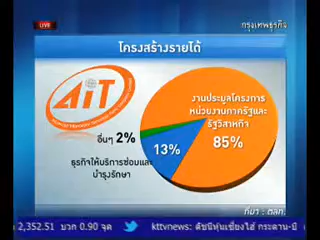 LIVE
กรุงเทพธุรกิจ
โครงสร้างรายได้
AiT
งานประมูลโครงการ
หน่วยงานภาครัฐและ
รัฐวิสาหกิจ
85%
อื่นๆ 2%
13%
ธุรกิจให้บริการซ่อมและ
บำรุงรักษา
ที่มา : ตลท.
2,352.51 บวก 0.90 จุด
kttvnews: ดัชนีหุ้นเซี่ยงไฮ้ กระดาน-บี